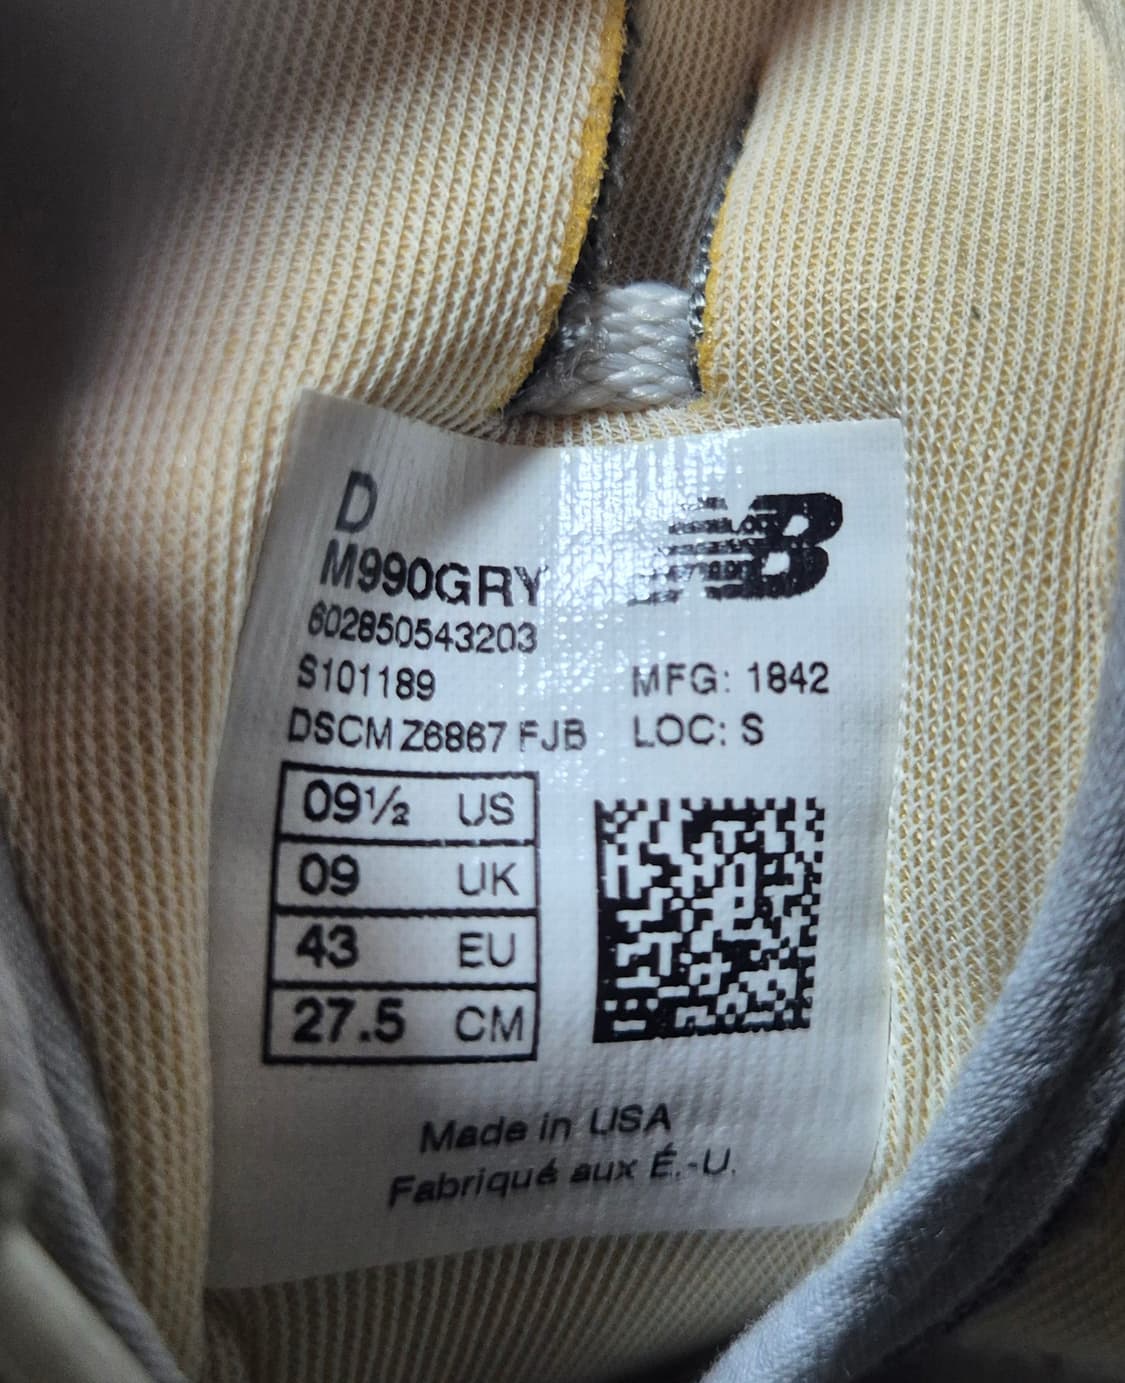 D
M990GRY
602850543203
S101189
DSCM Z6867 FJB
NB
MFG: 1842
LOC: S
09½ US
09 UK
43 EU
27.5 CM
Made in USA
Fabriqué aux É.-U.